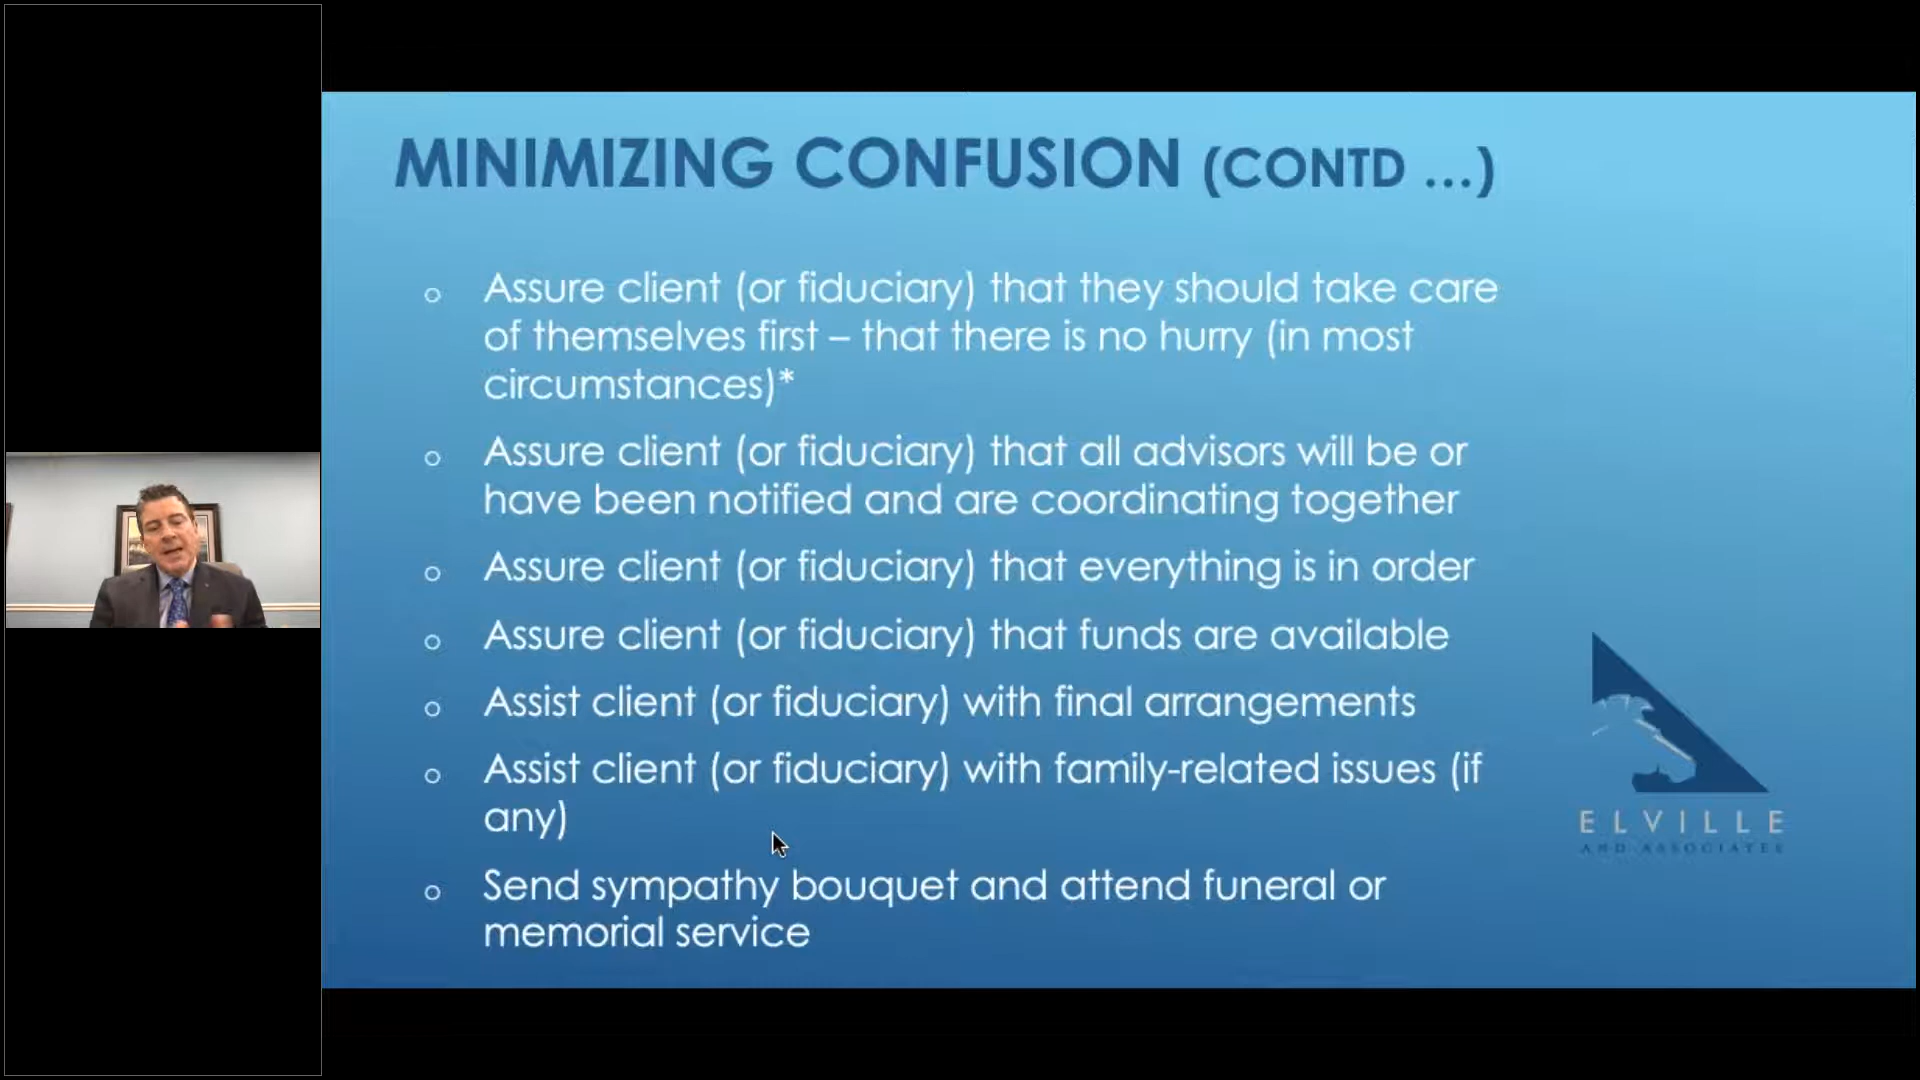 MINIMIZING CONFUSION (CONTD ...)
o Assure client (or fiduciary) that they should take care
of themselves first – that there is no hurry (in most
circumstances)*
o Assure client (or fiduciary) that all advisors will be or
have been notified and are coordinating together
o Assure client (or fiduciary) that everything is in order
o Assure client (or fiduciary) that funds are available
o Assist client (or fiduciary) with final arrangements
o Assist client (or fiduciary) with family-related issues (if
any)
o Send sympathy bouquet and attend funeral or
memorial service
ELVILLE
AND ASSOCIATES